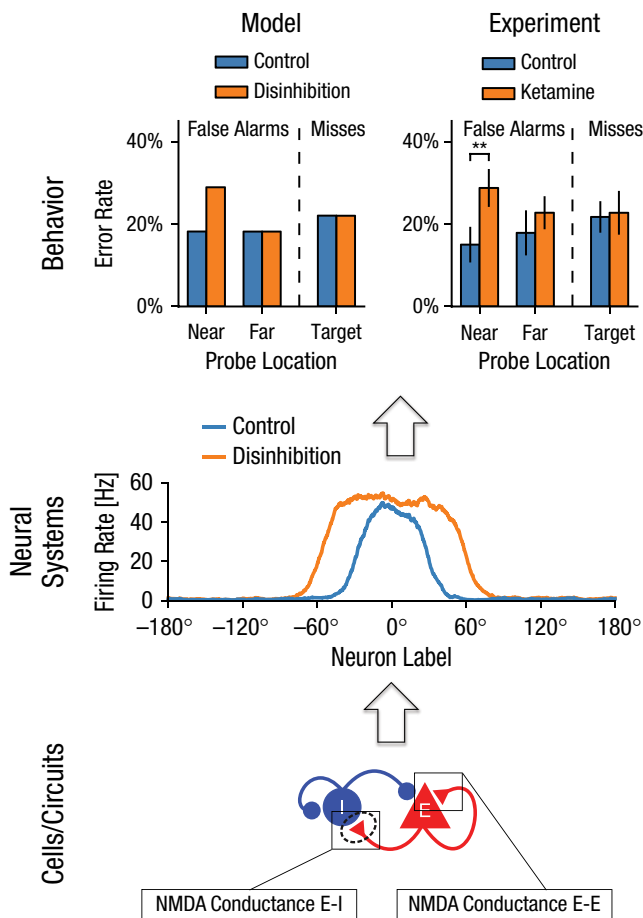 Model
Control
Disinhibition
False Alarms
Misses
40%
20%
0%
Error Rate
Near
Far
Target
Probe Location
Experiment
Control
Ketamine
False Alarms
Misses
**
40%
20%
0%
Near
Far
Target
Probe Location
Behavior
Control
Disinhibition
Neural
Systems
Firing Rate [Hz]
60
40
20
0
–180° –120° –60° 0° 60° 120° 180°
Neuron Label
Cells/Circuits
I
E
NMDA Conductance E-I
NMDA Conductance E-E